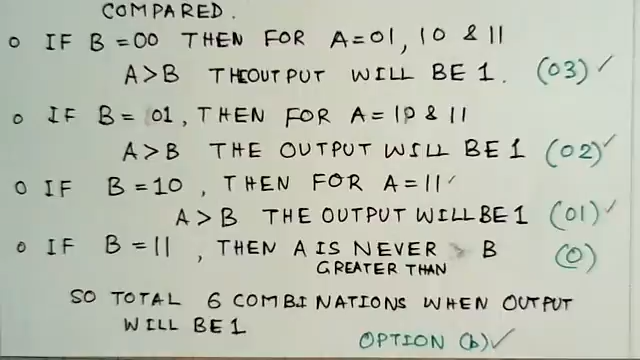 COMPARED.
o IF B = 00 THEN FOR A = 01, 10 & 11
A > B THE OUTPUT WILL BE 1. (03) ✓
o IF B = 01, THEN FOR A = 10 & 11
A > B THE OUTPUT WILL BE 1 (02) ✓
o IF B = 10, THEN FOR A = 11 ✓
A > B THE OUTPUT WILL BE 1 (01) ✓
o IF B = 11, THEN A IS NEVER > B (0)
GREATER THAN
SO TOTAL 6 COMBINATIONS WHEN OUTPUT
WILL BE 1
OPTION (b) ✓